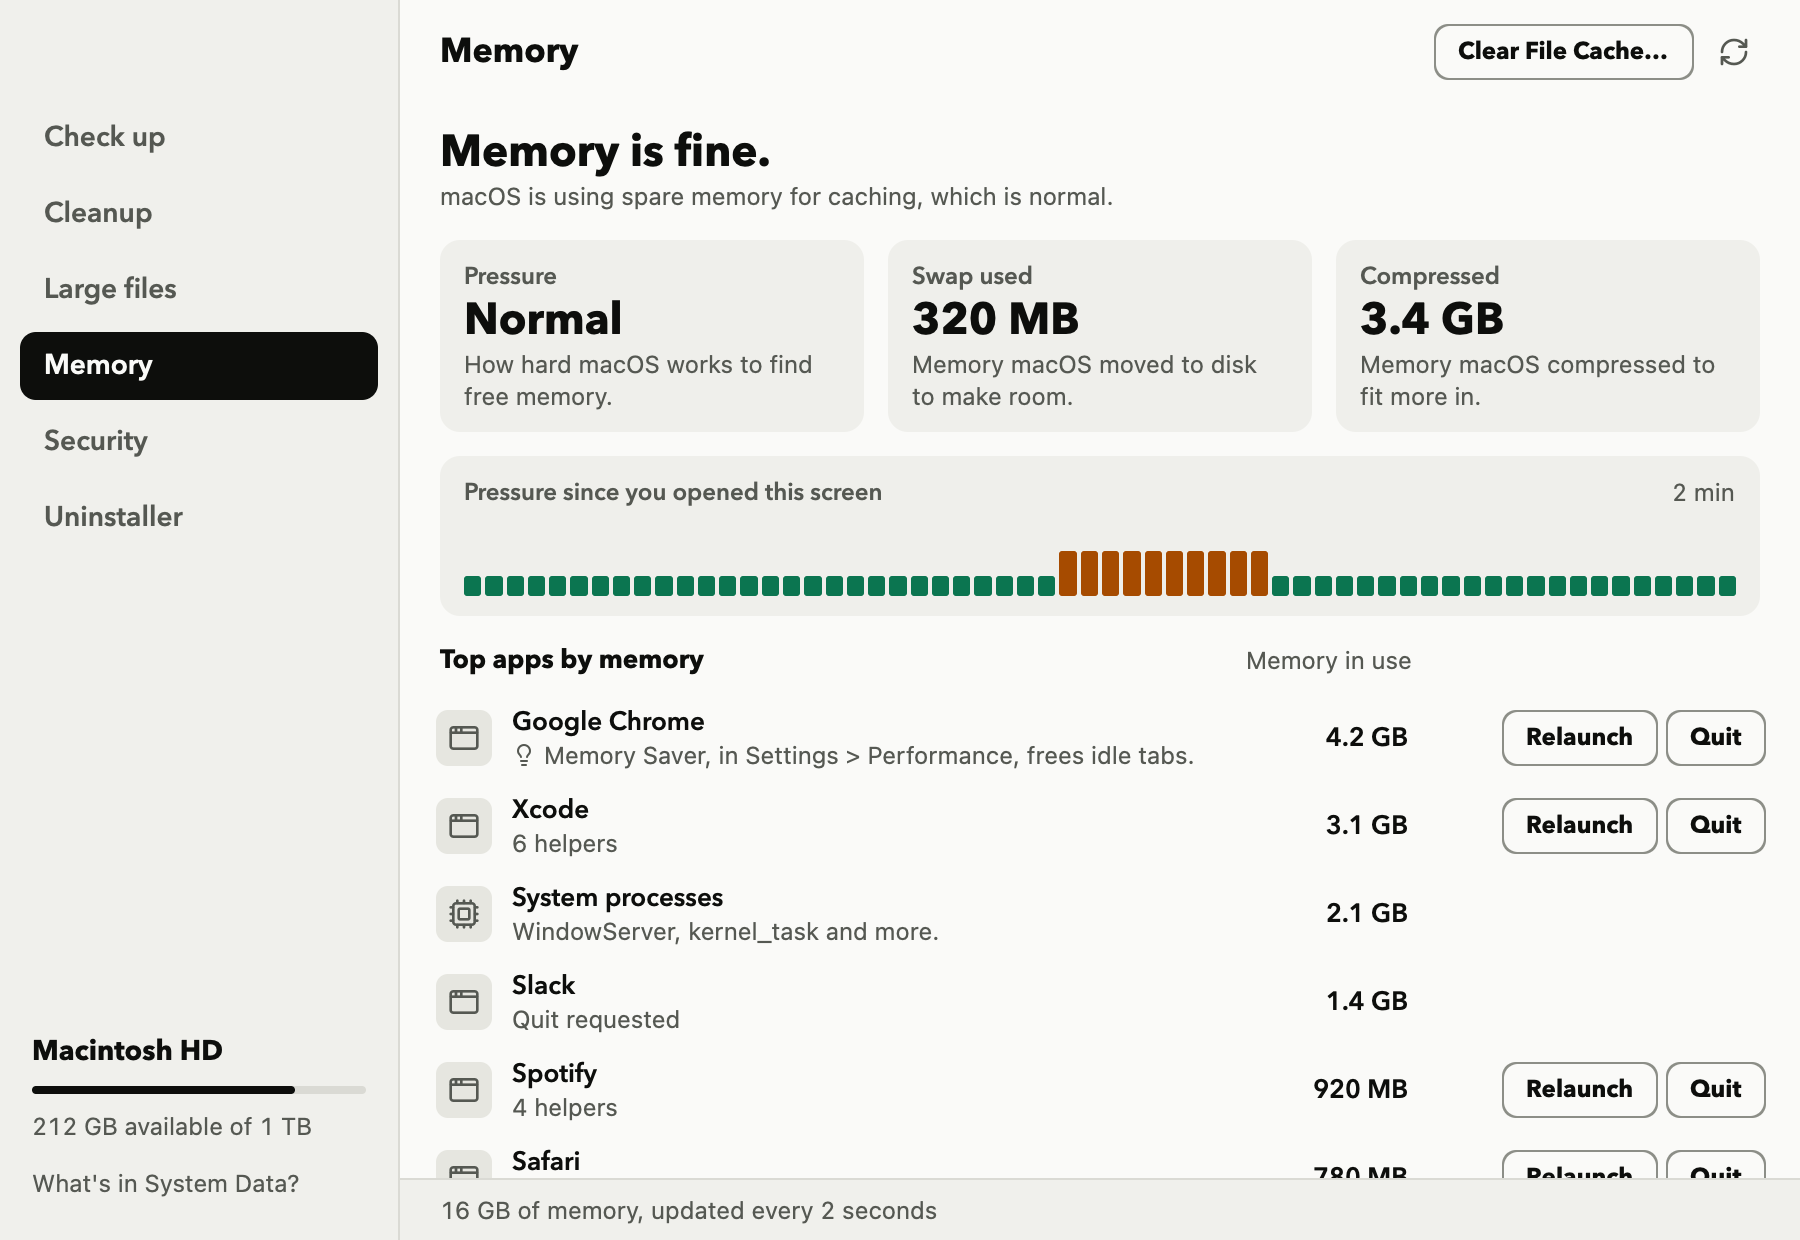 Memory
Clear File Cache...
Check up
Cleanup
Large files
Memory
Security
Uninstaller
Macintosh HD
212 GB available of 1 TB
What's in System Data?
Memory is fine.
macOS is using spare memory for caching, which is normal.
Pressure
Normal
How hard macOS works to find
free memory.
Swap used
320 MB
Memory macOS moved to disk
to make room.
Compressed
3.4 GB
Memory macOS compressed to
fit more in.
Pressure since you opened this screen
2 min
Top apps by memory
Memory in use
Google Chrome
Memory Saver, in Settings > Performance, frees idle tabs.
4.2 GB
Relaunch
Quit
Xcode
6 helpers
3.1 GB
Relaunch
Quit
System processes
WindowServer, kernel_task and more.
2.1 GB
Slack
Quit requested
1.4 GB
Spotify
4 helpers
920 MB
Relaunch
Quit
Safari
780 MB
Relaunch
Quit
16 GB of memory, updated every 2 seconds